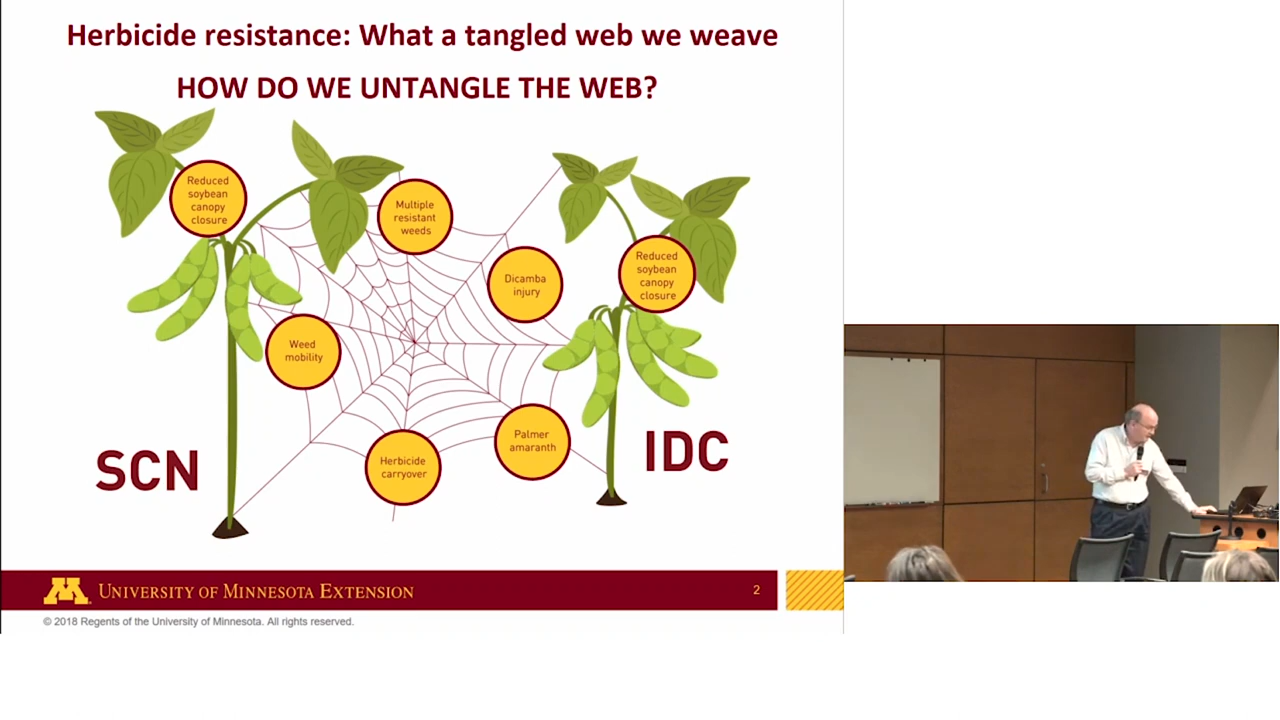 Herbicide resistance: What a tangled web we weave
HOW DO WE UNTANGLE THE WEB?
Reduced
soybean
canopy
closure
Multiple
resistant
weeds
Dicamba
injury
Reduced
soybean
canopy
closure
Weed
mobility
Palmer
amaranth
Herbicide
carryover
SCN
IDC
M
UNIVERSITY OF MINNESOTA EXTENSION
2
© 2018 Regents of the University of Minnesota. All rights reserved.